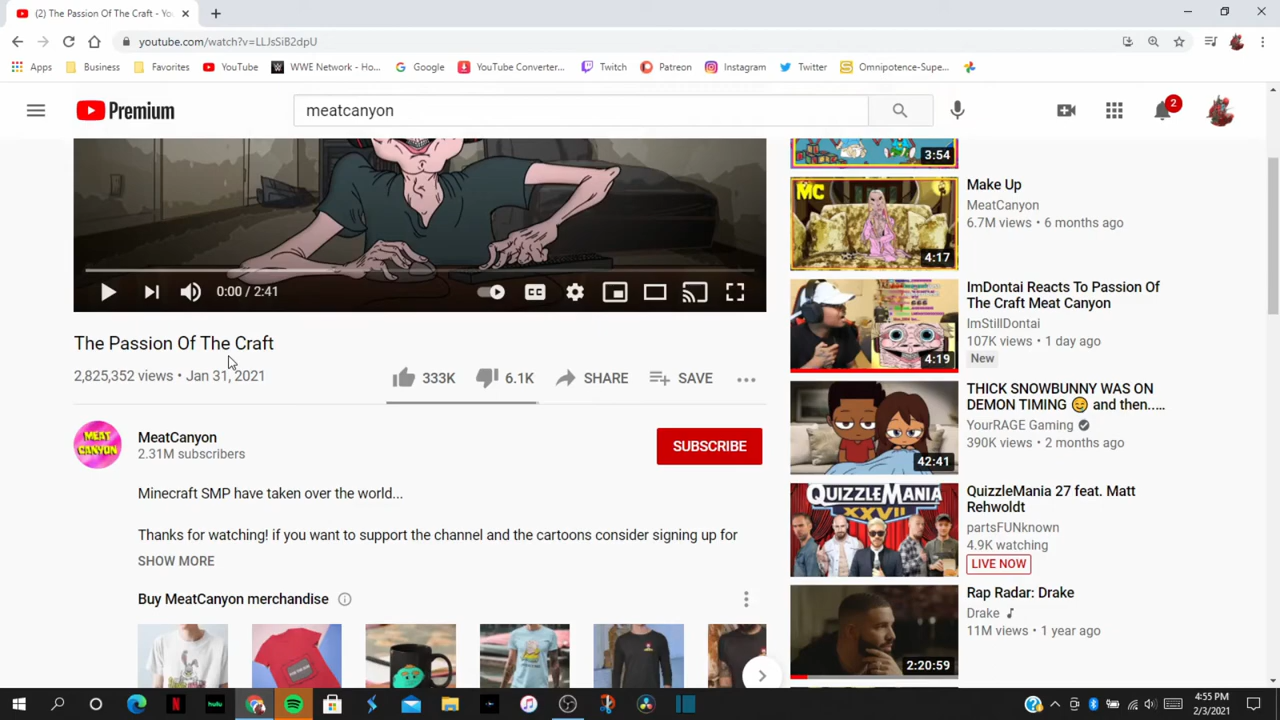 (2) The Passion Of The Craft - Yo
youtube.com/watch?v=LLJsSiB2dpU
Apps
Business
Favorites
YouTube
WWE Network - Ho...
Google
YouTube Converter...
Twitch
Patreon
Instagram
Twitter
Omnipotence-Supe...
Premium
meatcanyon
2
0:00 / 2:41
The Passion Of The Craft
2,825,352 views • Jan 31, 2021
333K
6.1K
SHARE
SAVE
MEAT
CANYON
MeatCanyon
2.31M subscribers
SUBSCRIBE
Minecraft SMP have taken over the world...
Thanks for watching! if you want to support the channel and the cartoons consider signing up for
SHOW MORE
Buy MeatCanyon merchandise
3:54
MC
4:17
Make Up
MeatCanyon
6.7M views • 6 months ago
4:19
ImDontai Reacts To Passion Of
The Craft Meat Canyon
ImStillDontai
107K views • 1 day ago
New
42:41
THICK SNOWBUNNY WAS ON
DEMON TIMING 😏 and then.....
YourRAGE Gaming
390K views • 2 months ago
QUIZZLEMANIA
XXVII
QuizzleMania 27 feat. Matt
Rehwoldt
partsFUNknown
4.9K watching
LIVE NOW
2:20:59
Rap Radar: Drake
Drake
11M views • 1 year ago
hulu
4:55 PM
2/3/2021